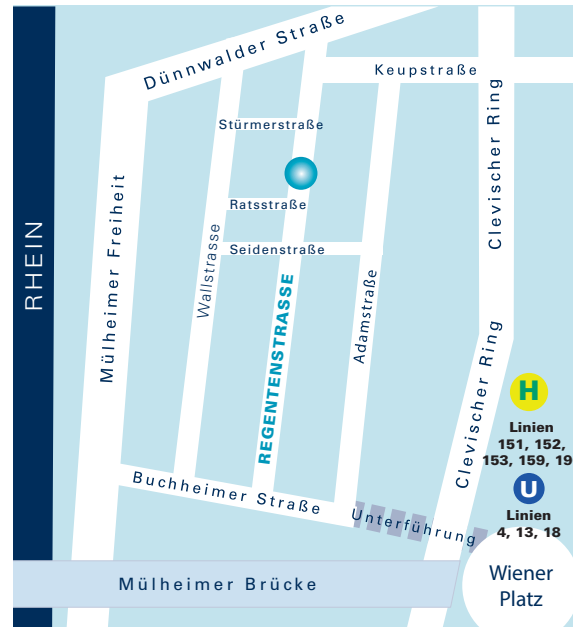 Dünnwalder Straße
Keupstraße
Clevischer Ring
Stürmerstraße
Mülheimer Freiheit
Ratsstraße
RHEIN
Wallstrasse
Seidenstraße
REGENTENSTRASSE
Adamstraße
Clevischer Ring
H
Linien
151, 152,
153, 159, 19
Buchheimer Straße
U
Unterführung
Linien
4, 13, 18
Mülheimer Brücke
Wiener
Platz